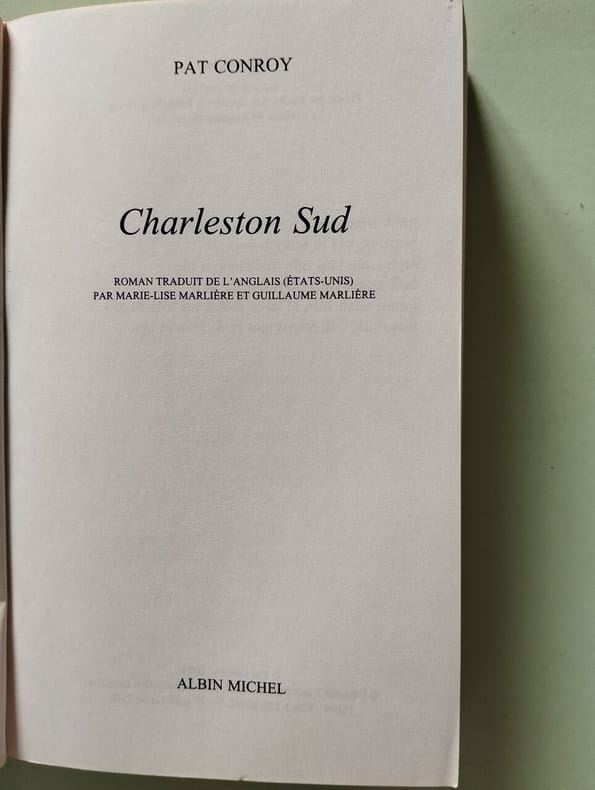 PAT CONROY
Charleston Sud
ROMAN TRADUIT DE L'ANGLAIS (ÉTATS-UNIS)
PAR MARIE-LISE MARLIÈRE ET GUILLAUME MARLIÈRE
ALBIN MICHEL